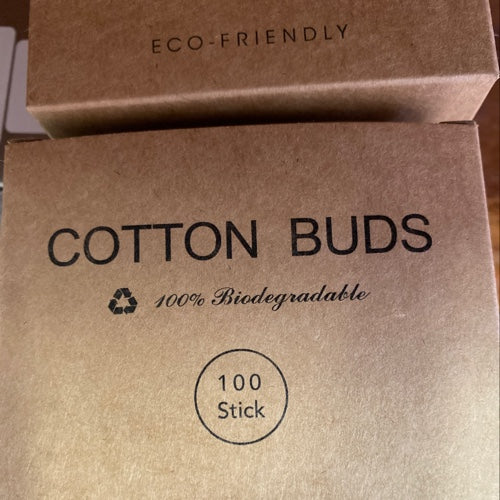 ECO-FRIENDLY
COTTON BUDS
100% Biodegradable
100
Stick